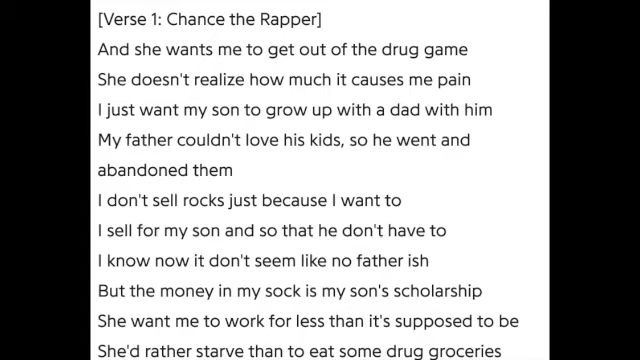 [Verse 1: Chance the Rapper]
And she wants me to get out of the drug game
She doesn't realize how much it causes me pain
I just want my son to grow up with a dad with him
My father couldn't love his kids, so he went and
abandoned them
I don't sell rocks just because I want to
I sell for my son and so that he don't have to
I know now it don't seem like no father ish
But the money in my sock is my son's scholarship
She want me to work for less than it's supposed to be
She'd rather starve than to eat some drug groceries